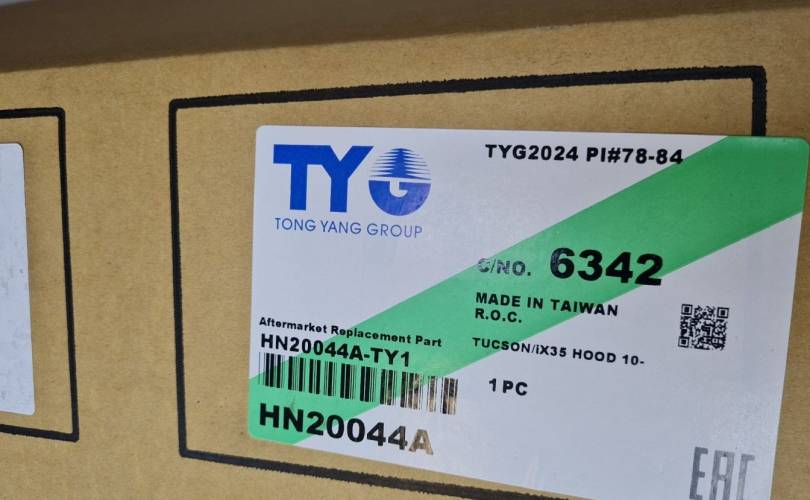 TYG
TONG YANG GROUP
TYG2024 PI#78-84
C/NO. 6342
MADE IN TAIWAN
R.O.C.
TUCSON/iX35 HOOD 10-
1 PC
Aftermarket Replacement Part
HN20044A-TY1
HN20044A
EAC